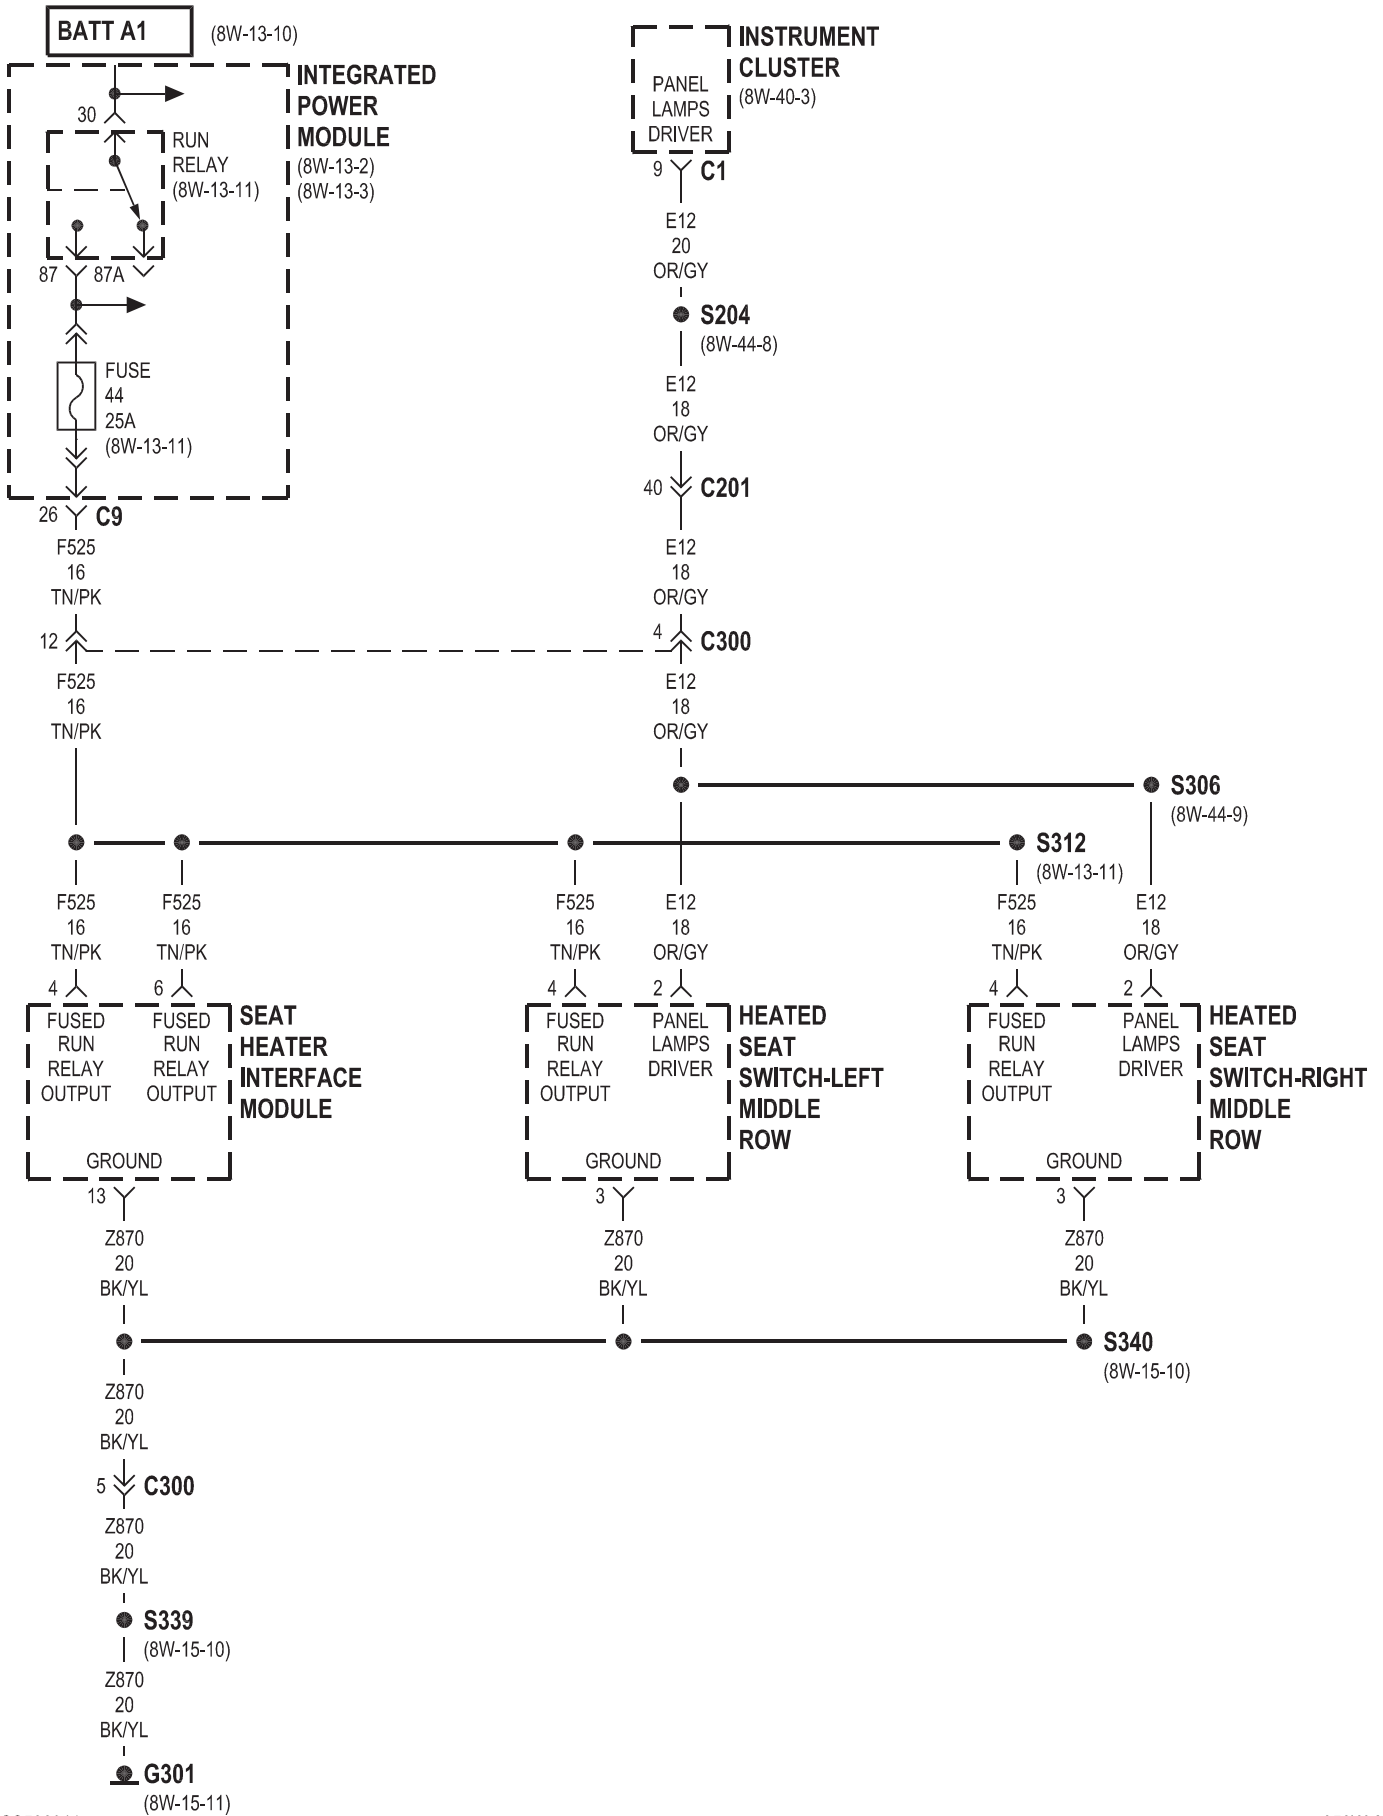 BATT A1
(8W-13-10)
INTEGRATED
POWER
MODULE
(8W-13-2)
(8W-13-3)
30
RUN
RELAY
(8W-13-11)
87
87A
FUSE
44
25A
(8W-13-11)
26
C9
F525
16
TN/PK
12
F525
16
TN/PK
INSTRUMENT
CLUSTER
(8W-40-3)
PANEL
LAMPS
DRIVER
9
C1
E12
20
OR/GY
S204
(8W-44-8)
E12
18
OR/GY
40
C201
E12
18
OR/GY
4
C300
E12
18
OR/GY
S306
(8W-44-9)
S312
(8W-13-11)
F525
16
TN/PK
4
F525
16
TN/PK
6
FUSED
RUN
RELAY
OUTPUT
FUSED
RUN
RELAY
OUTPUT
SEAT
HEATER
INTERFACE
MODULE
GROUND
13
F525
16
TN/PK
4
E12
18
OR/GY
2
FUSED
RUN
RELAY
OUTPUT
PANEL
LAMPS
DRIVER
HEATED
SEAT
SWITCH-LEFT
MIDDLE
ROW
GROUND
3
F525
16
TN/PK
4
E12
18
OR/GY
2
FUSED
RUN
RELAY
OUTPUT
PANEL
LAMPS
DRIVER
HEATED
SEAT
SWITCH-RIGHT
MIDDLE
ROW
GROUND
3
Z870
20
BK/YL
Z870
20
BK/YL
Z870
20
BK/YL
S340
(8W-15-10)
Z870
20
BK/YL
5
C300
Z870
20
BK/YL
S339
(8W-15-10)
Z870
20
BK/YL
G301
(8W-15-11)